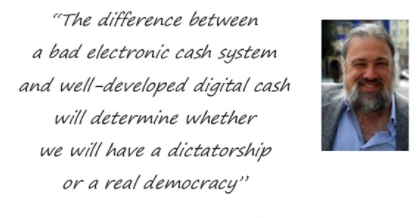 “The difference between
a bad electronic cash system
and well-developed digital cash
will determine whether
we will have a dictatorship
or a real democracy”